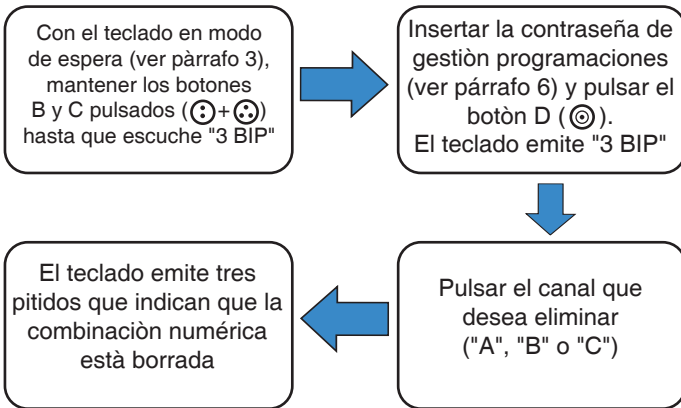 Con el teclado en modo
de espera (ver pàrrafo 3),
mantener los botones
B y C pulsados ( + )
hasta que escuche "3 BIP"
Insertar la contraseña de
gestiòn programaciones
(ver párrafo 6) y pulsar el
botòn D ( ).
El teclado emite "3 BIP"
Pulsar el canal que
desea eliminar
("A", "B" o "C")
El teclado emite tres
pitidos que indican que la
combinaciòn numérica
està borrada